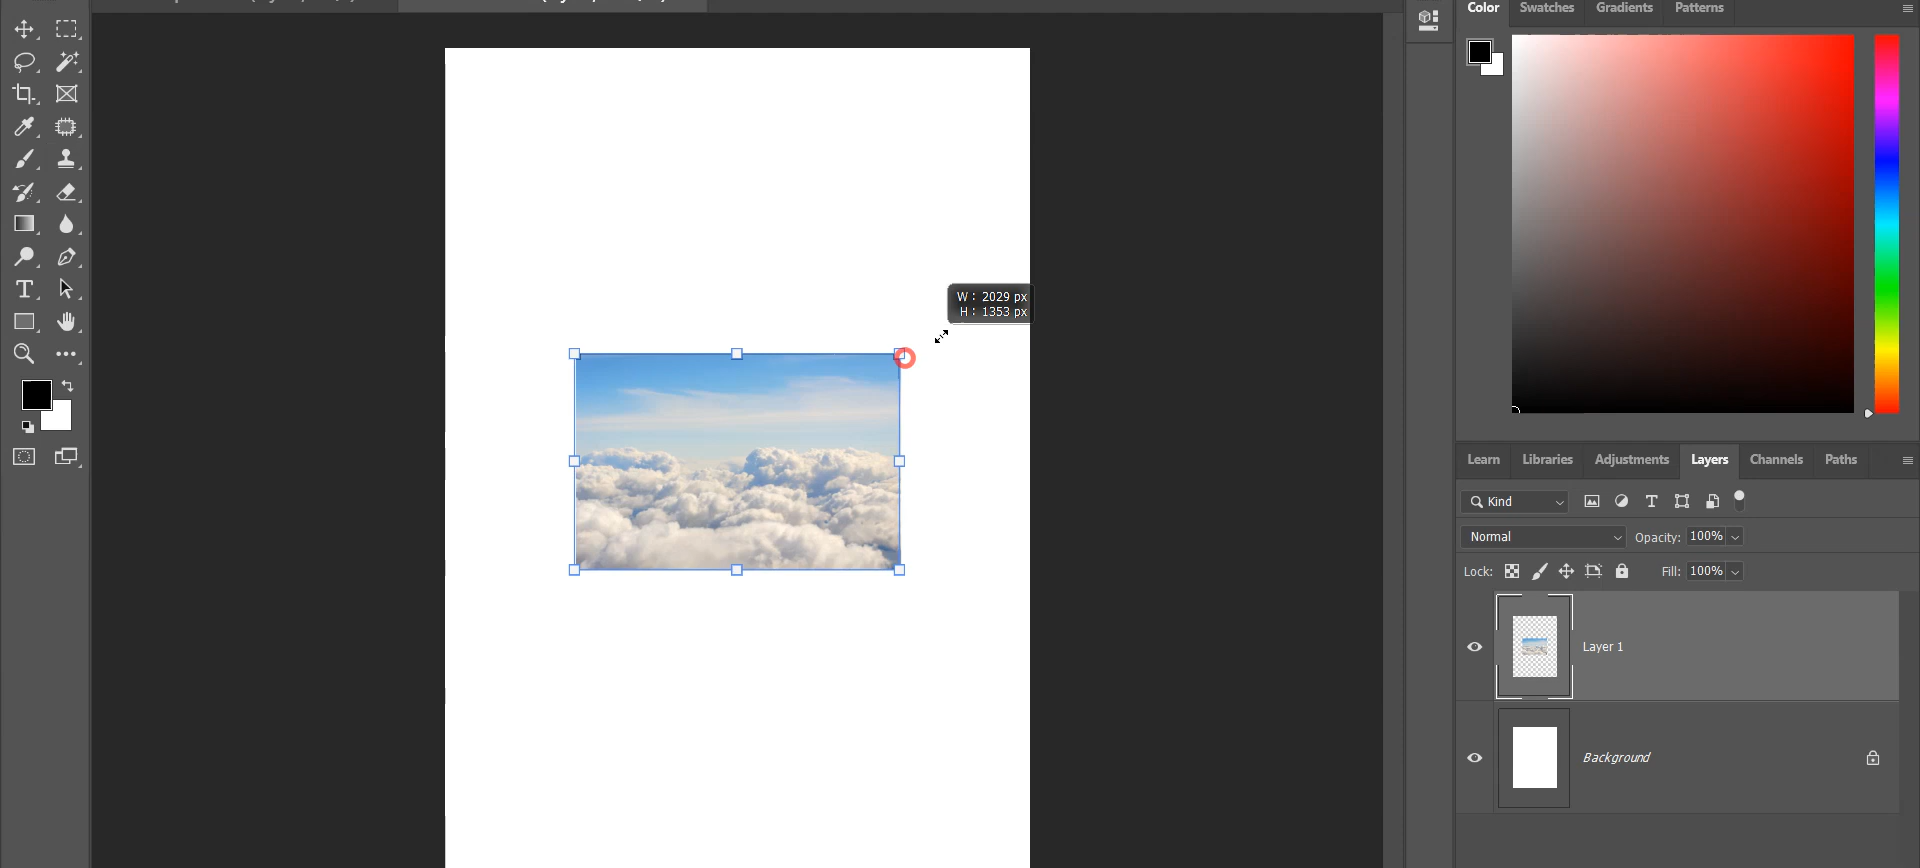 Color Swatches Gradients Patterns
W : 2029 px
H : 1353 px
Learn Libraries Adjustments Layers Channels Paths
Kind
Normal Opacity: 100%
Lock: Fill: 100%
Layer 1
Background